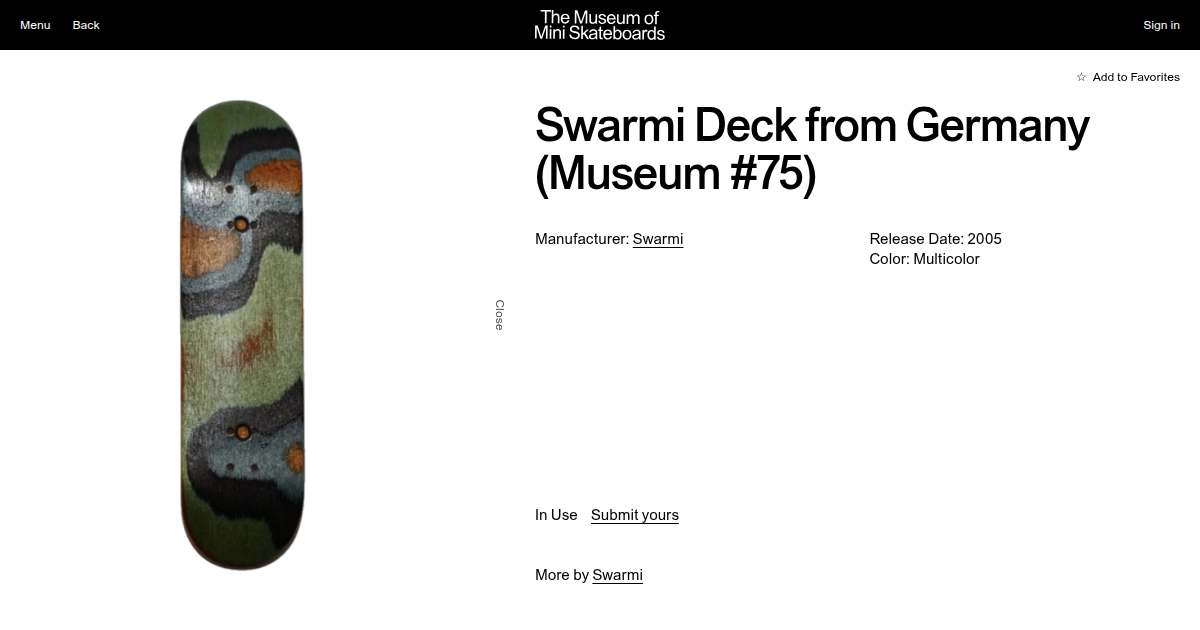 Menu
Back
The Museum of
Mini Skateboards
Sign in
☆ Add to Favorites
Swarmi Deck from Germany
(Museum #75)
Manufacturer: Swarmi
Release Date: 2005
Color: Multicolor
Close
In Use Submit yours
More by Swarmi